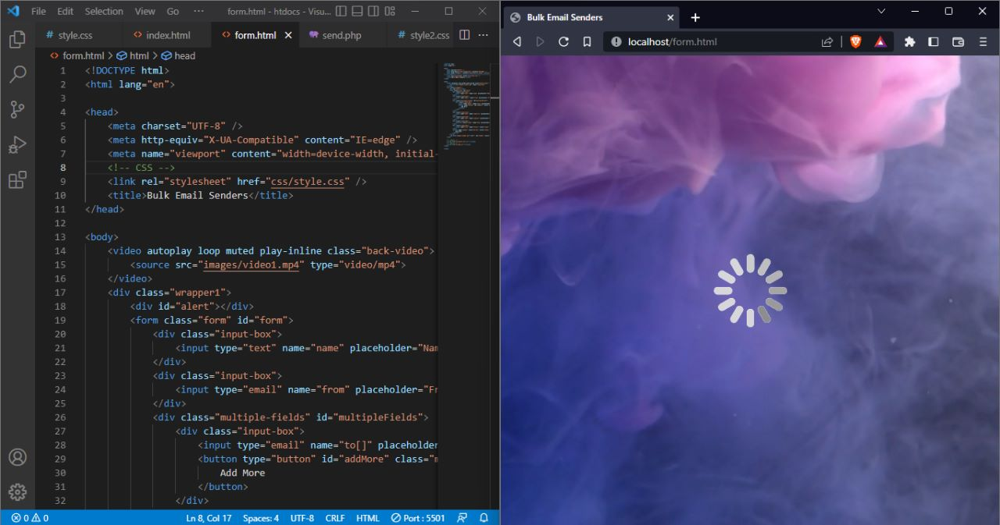 File Edit Selection View Go ··· form.html - htdocs - Visu...
# style.css <> index.html <> form.html send.php # style2.css ···
<> form.html > html > head
1 <!DOCTYPE html>
2 <html lang="en">
3
4 <head>
5 <meta charset="UTF-8" />
6 <meta http-equiv="X-UA-Compatible" content="IE=edge" />
7 <meta name="viewport" content="width=device-width, initial-
8 <!-- CSS -->
9 <link rel="stylesheet" href="css/style.css" />
10 <title>Bulk Email Senders</title>
11 </head>
12
13 <body>
14 <video autoplay loop muted play-inline class="back-video">
15 <source src="images/video1.mp4" type="video/mp4">
16 </video>
17 <div class="wrapper1">
18 <div id="alert"></div>
19 <form class="form" id="form">
20 <div class="input-box">
21 <input type="text" name="name" placeholder="Nam
22 </div>
23 <div class="input-box">
24 <input type="email" name="from" placeholder="Fr
25 </div>
26 <div class="multiple-fields" id="multipleFields">
27 <div class="input-box">
28 <input type="email" name="to[]" placeholder
29 <button type="button" id="addMore" class="m
30 Add More
31 </button>
32 </div>
0 0 Ln 8, Col 17 Spaces: 4 UTF-8 CRLF HTML Port : 5501
Bulk Email Senders
localhost/form.html